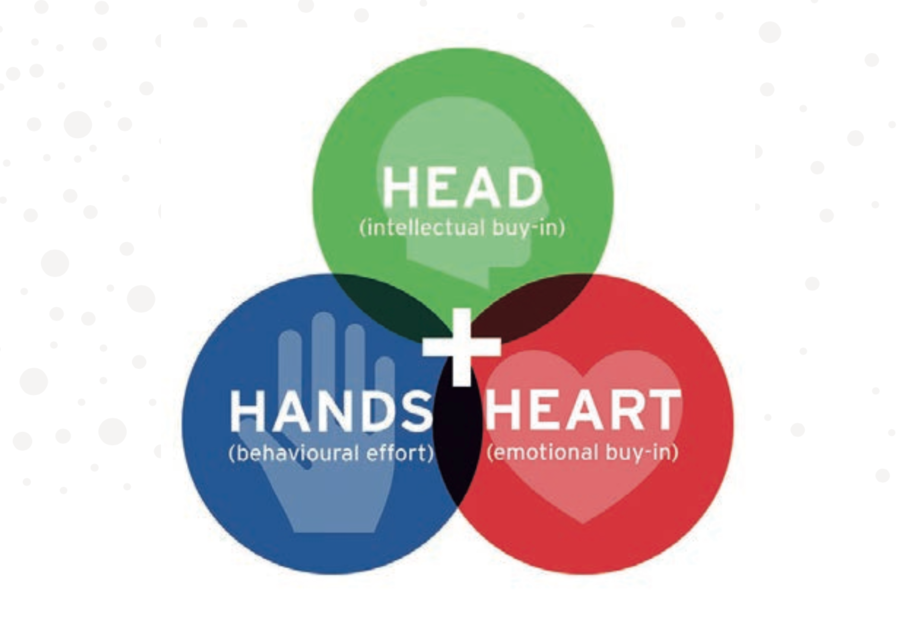 HEAD
(intellectual buy-in)
HANDS
(behavioural effort)
HEART
(emotional buy-in)